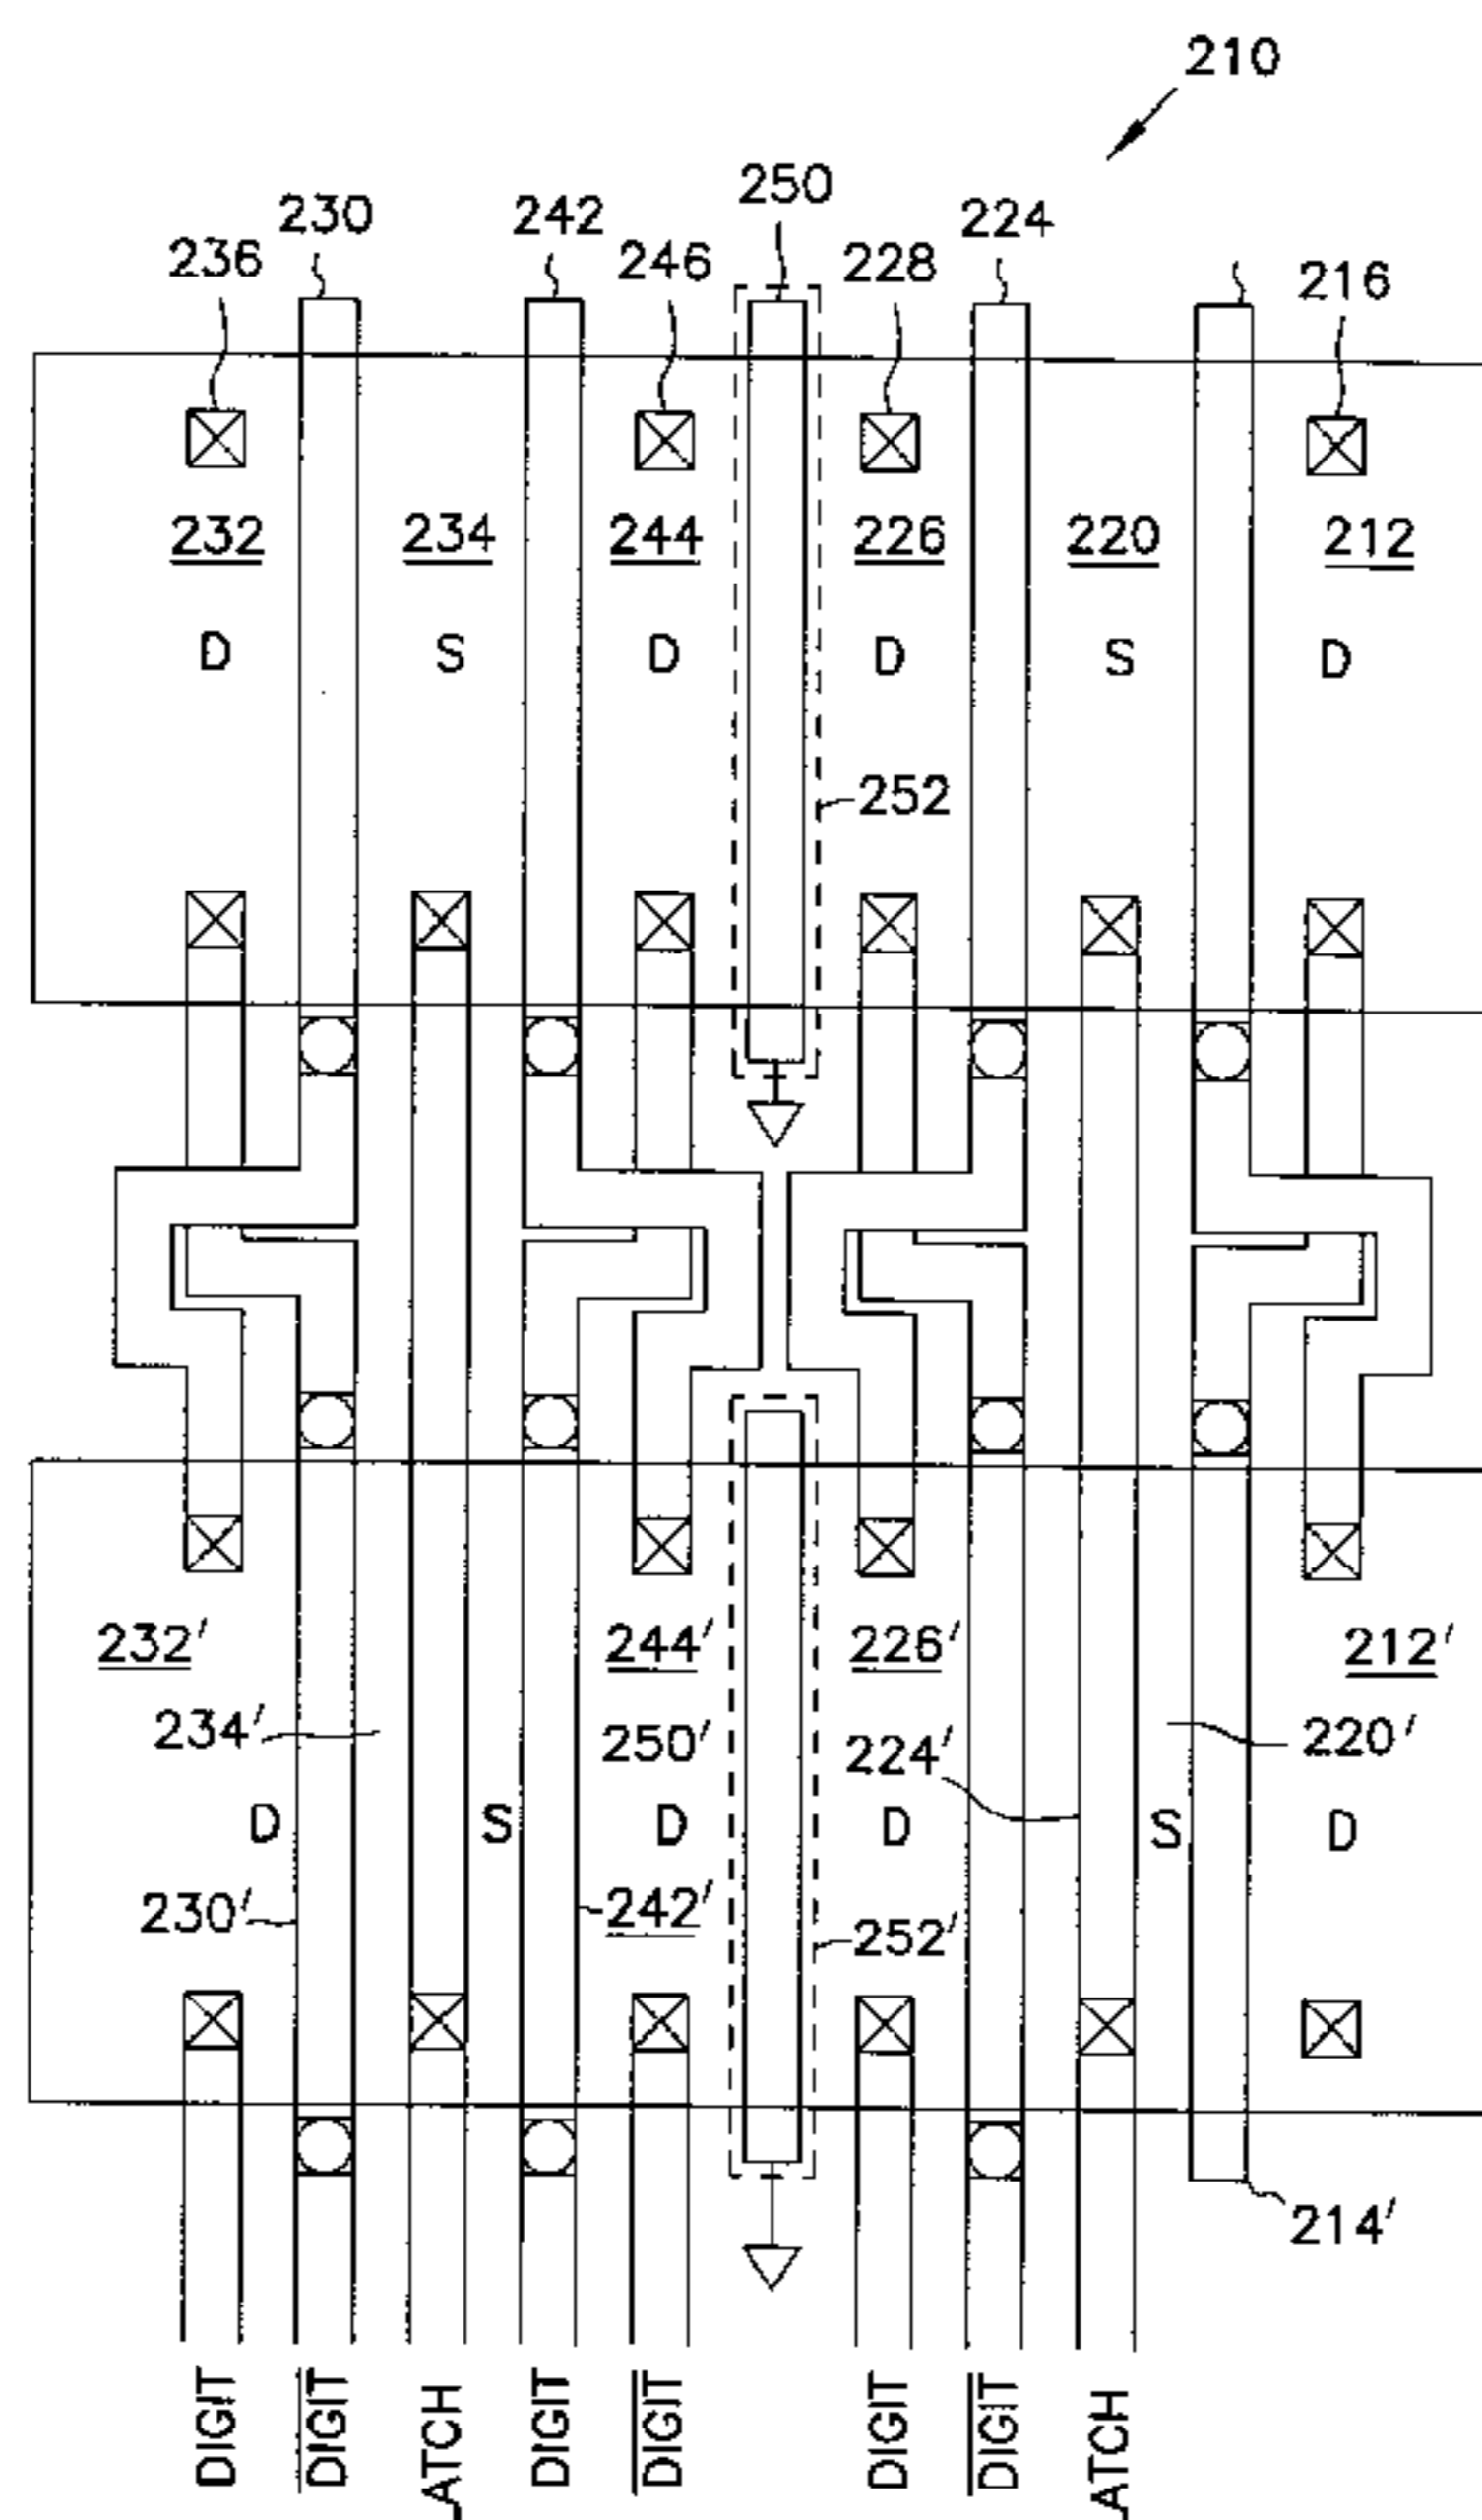 210
250
230 242 224
236 246 228 216
232 234 244 226 220 212
D S D D S D
252
232′ 244′ 226′ 212′
234′ 250′ 224′ 220′
D S D D S D
230′ 242′ 252′
214′
DIGIT
DIGIT
ATCH
DIGIT
DIGIT
DIGIT
DIGIT
ATCH